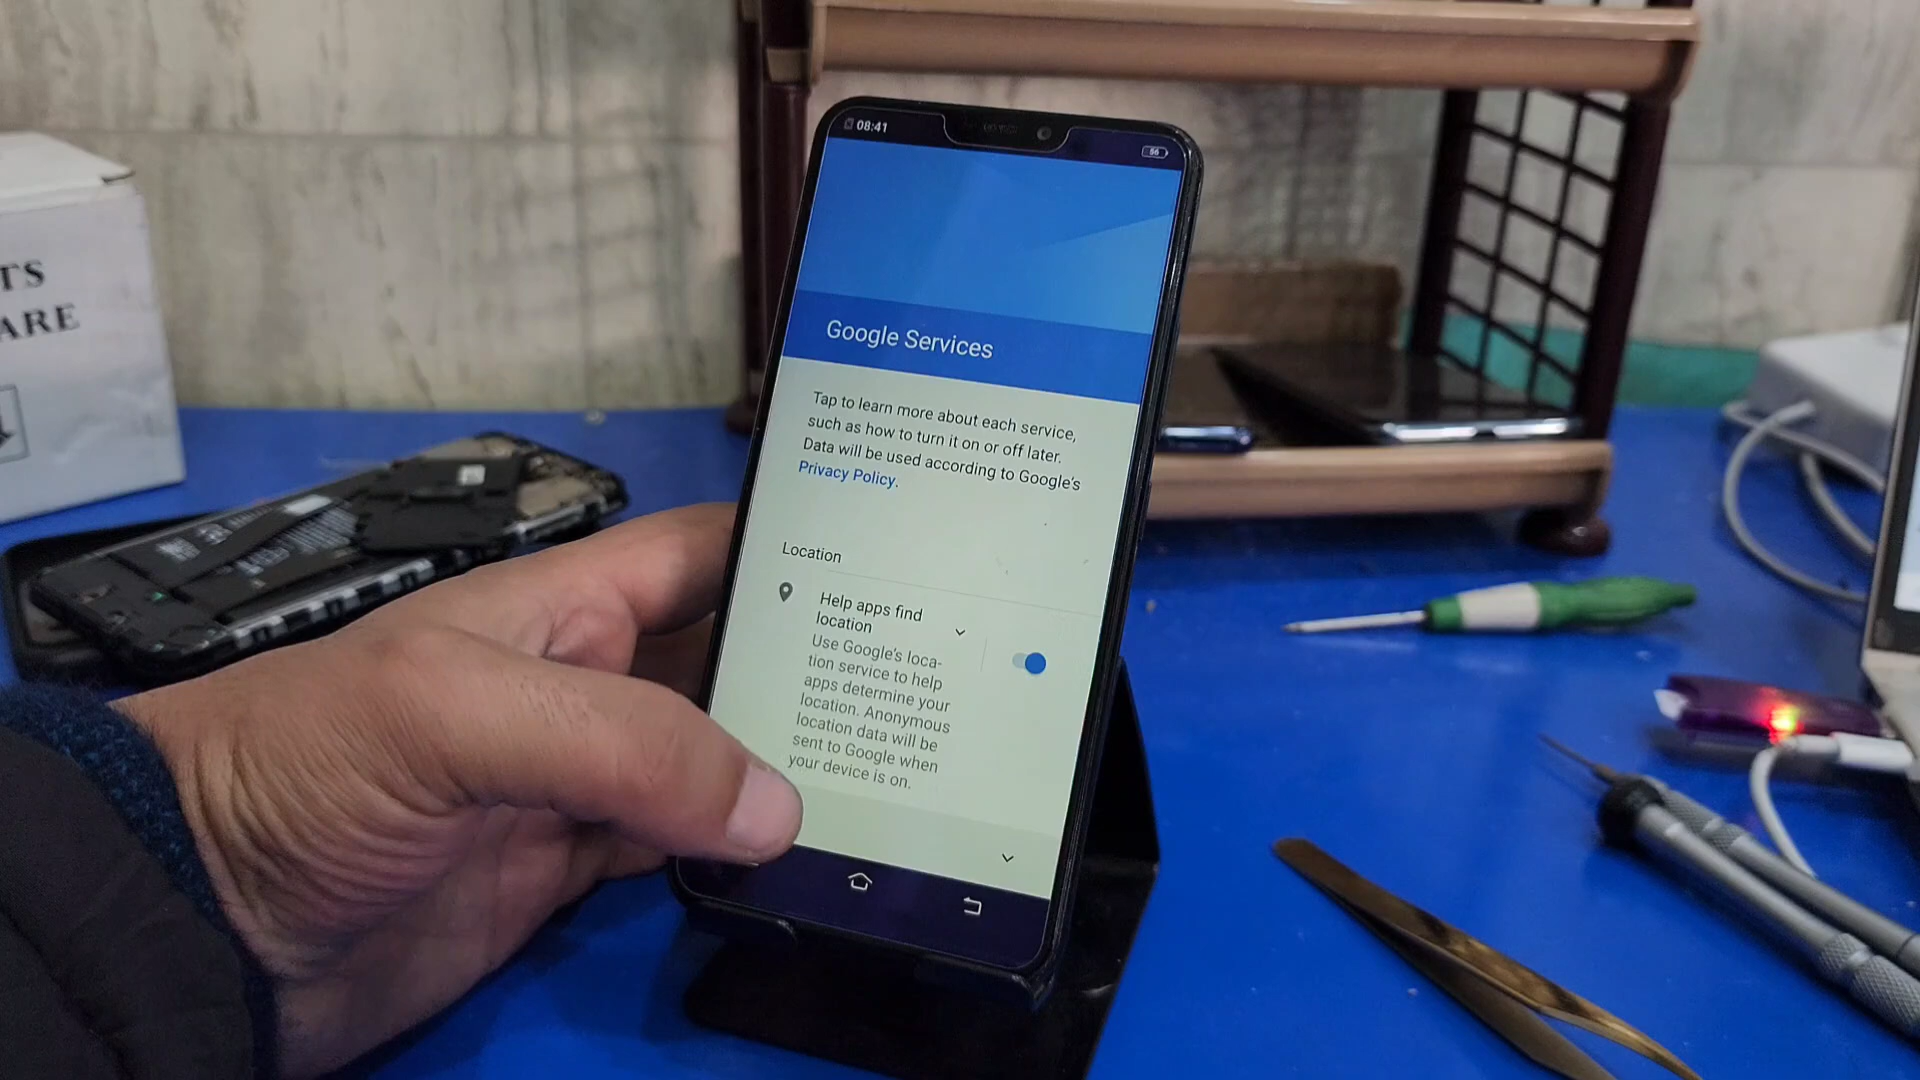 TS
ARE
08:41
56
Google Services
Tap to learn more about each service,
such as how to turn it on or off later.
Data will be used according to Google's
Privacy Policy.
Location
Help apps find
location
Use Google's loca-
tion service to help
apps determine your
location. Anonymous
location data will be
sent to Google when
your device is on.